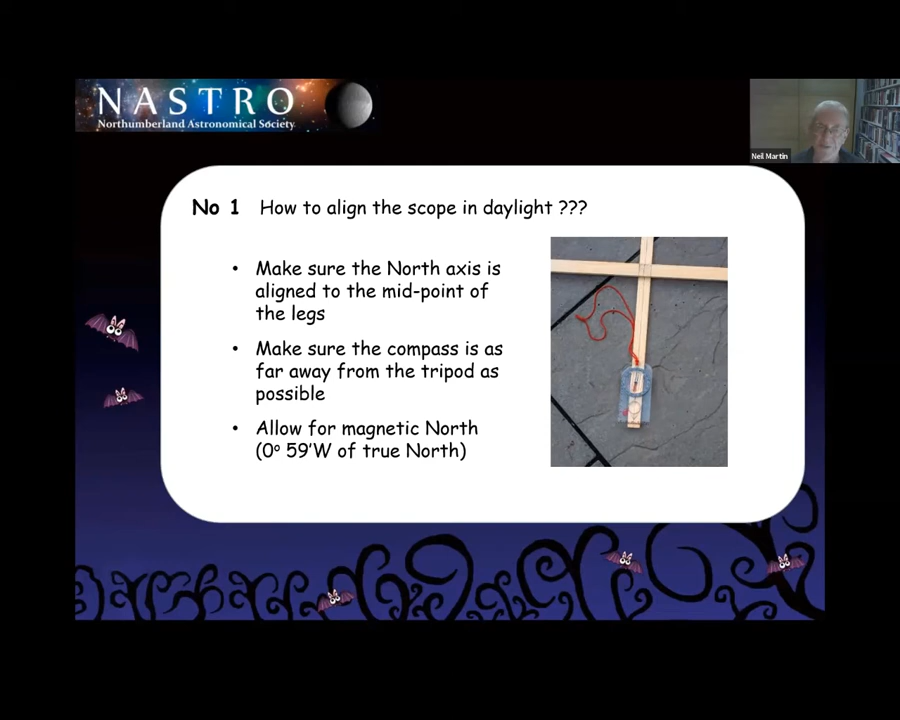 NASTRO
Northumberland Astronomical Society
Neil Martin
No 1 How to align the scope in daylight ???
• Make sure the North axis is
aligned to the mid-point of
the legs
• Make sure the compass is as
far away from the tripod as
possible
• Allow for magnetic North
(0° 59'W of true North)